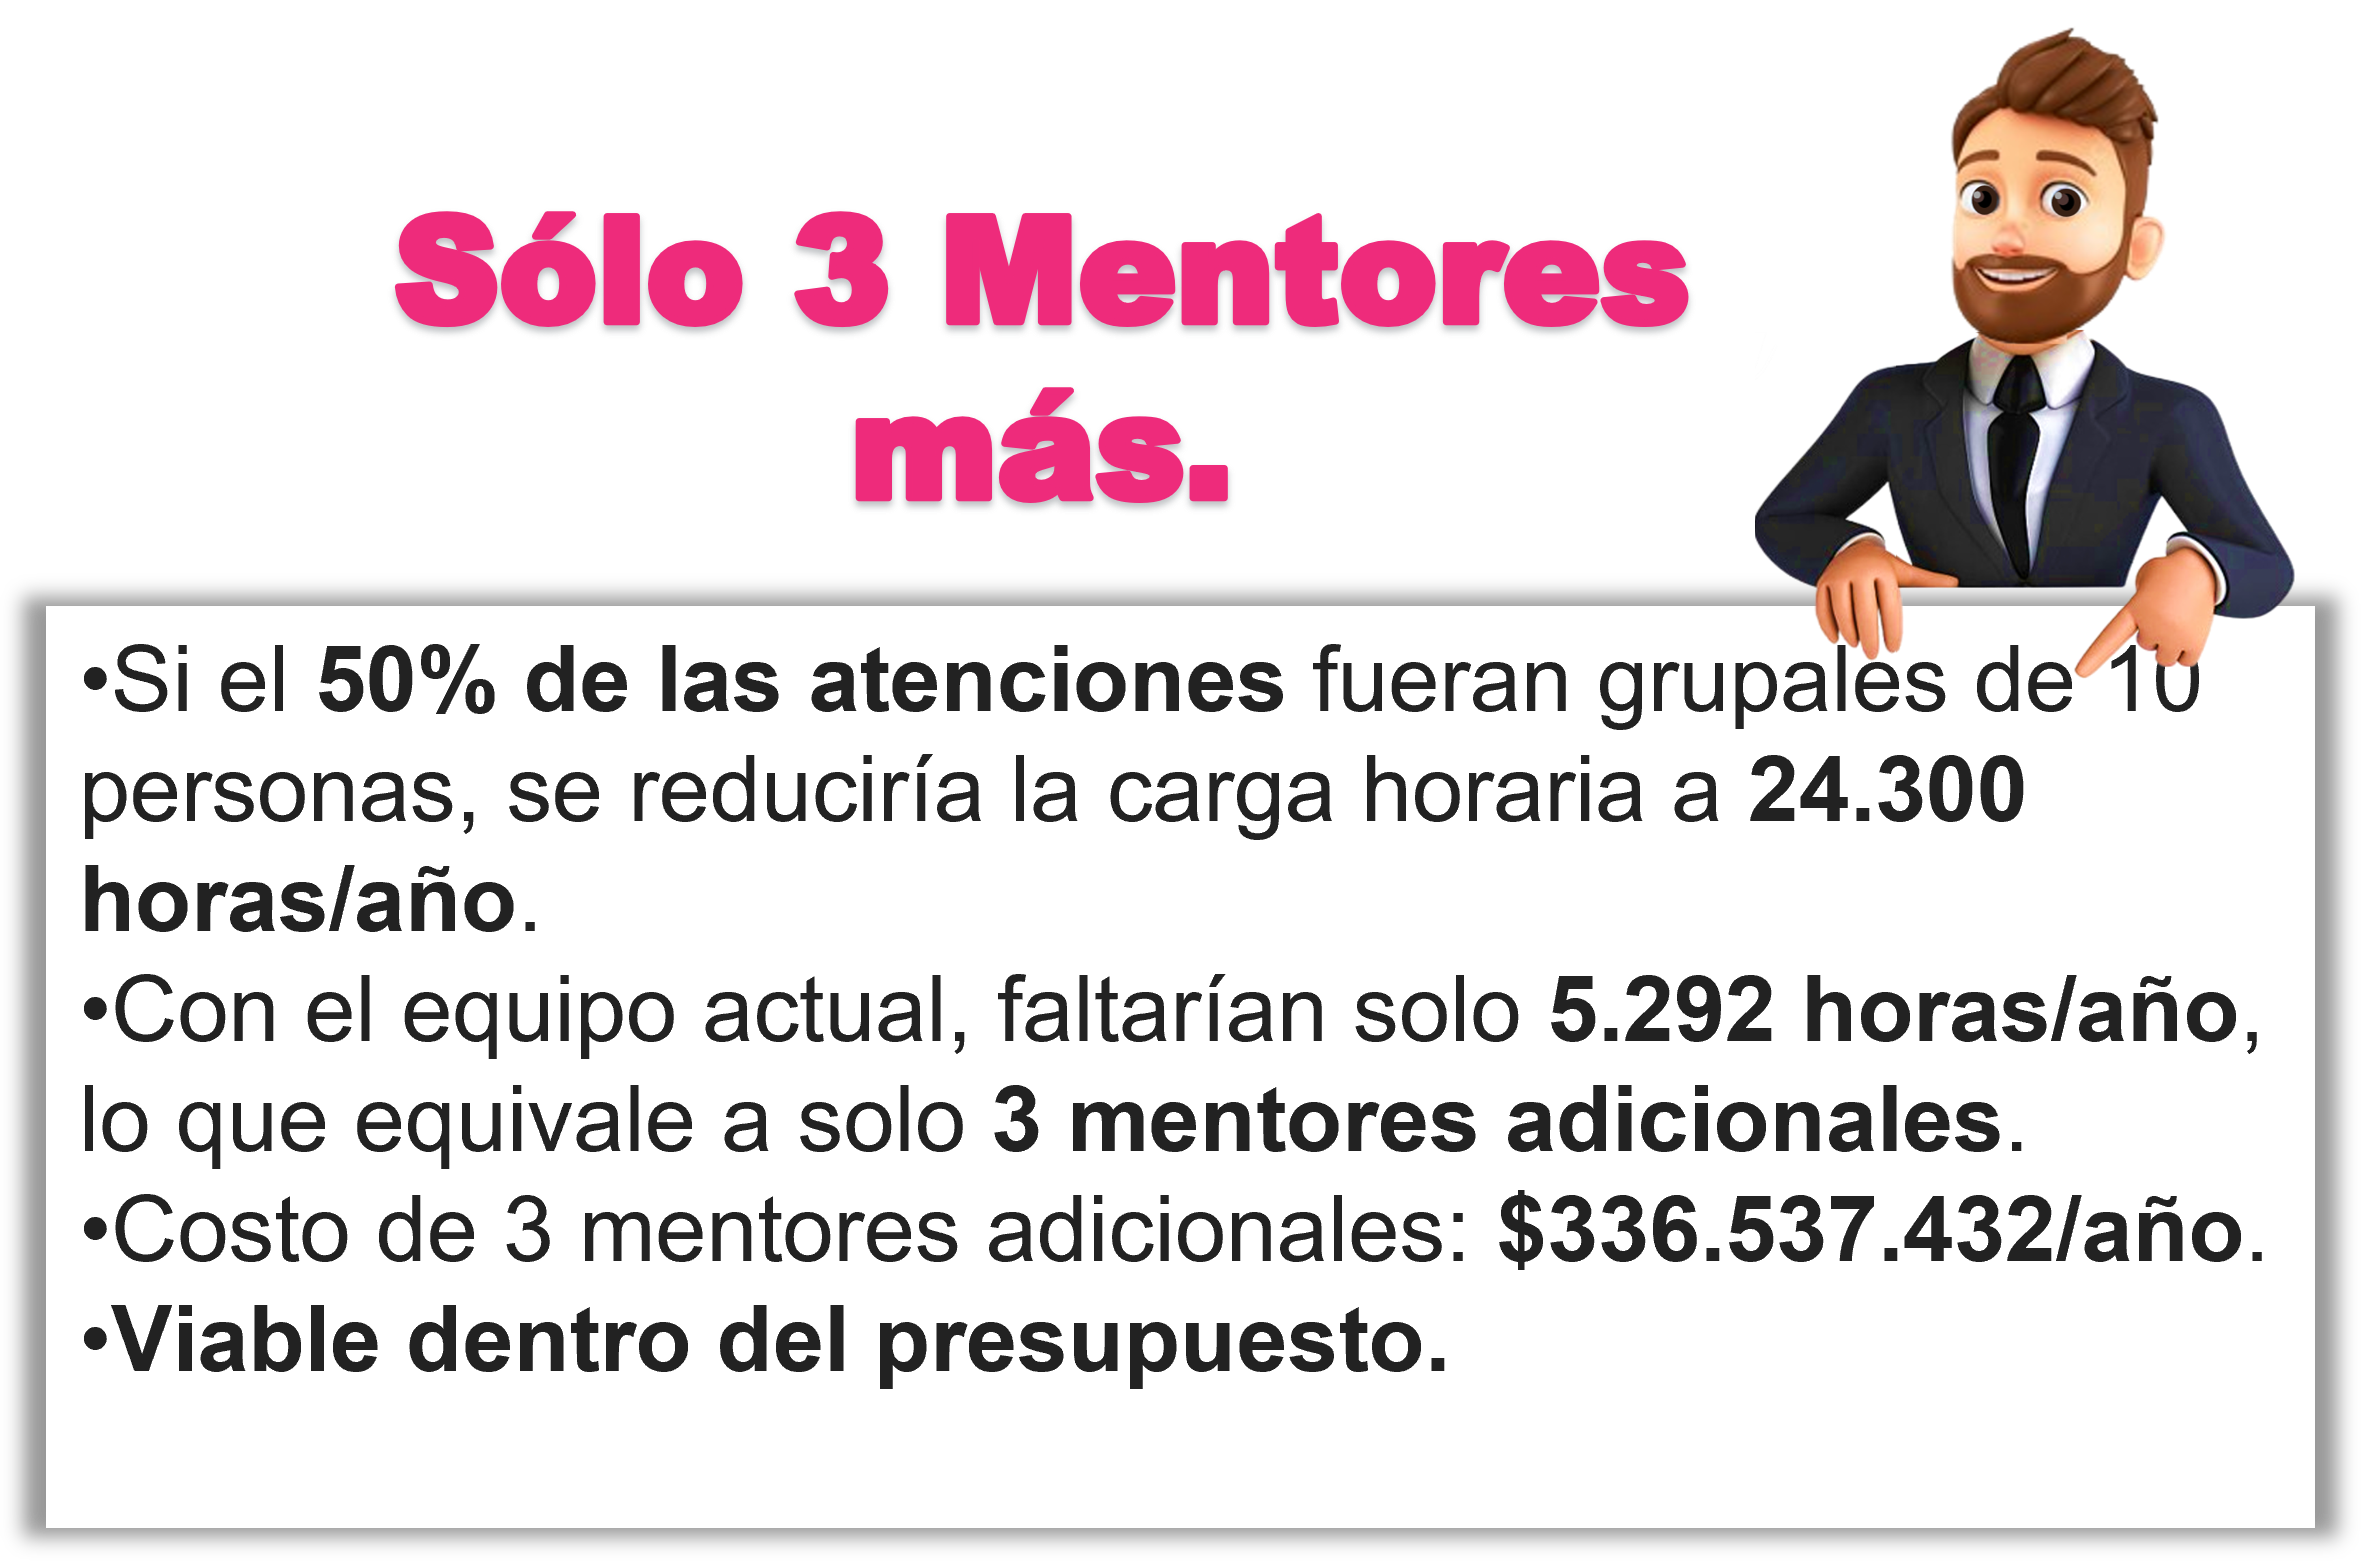 Sólo 3 Mentores
más.
•Si el 50% de las atenciones fueran grupales de 10
personas, se reduciría la carga horaria a 24.300
horas/año.
•Con el equipo actual, faltarían solo 5.292 horas/año,
lo que equivale a solo 3 mentores adicionales.
•Costo de 3 mentores adicionales: $336.537.432/año.
•Viable dentro del presupuesto.